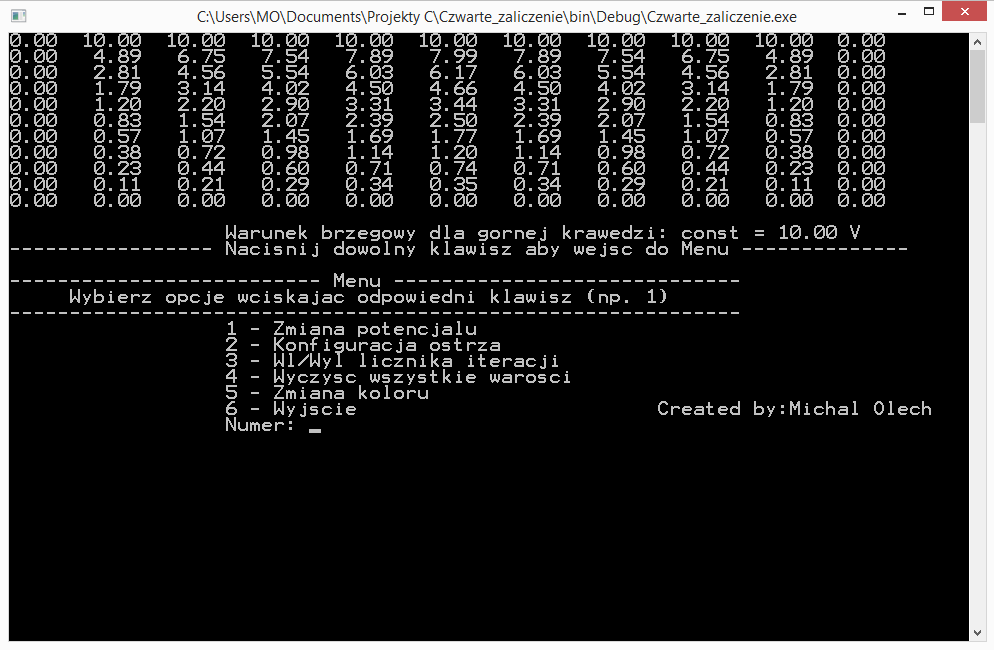 C:\Users\MO\Documents\Projekty C\Czwarte_zaliczenie\bin\Debug\Czwarte_zaliczenie.exe
0.00 10.00 10.00 10.00 10.00 10.00 10.00 10.00 10.00 10.00 0.00
0.00 4.89 6.75 7.54 7.89 7.99 7.89 7.54 6.75 4.89 0.00
0.00 2.81 4.56 5.54 6.03 6.17 6.03 5.54 4.56 2.81 0.00
0.00 1.79 3.14 4.02 4.50 4.66 4.50 4.02 3.14 1.79 0.00
0.00 1.20 2.20 2.90 3.31 3.44 3.31 2.90 2.20 1.20 0.00
0.00 0.83 1.54 2.07 2.39 2.50 2.39 2.07 1.54 0.83 0.00
0.00 0.57 1.07 1.45 1.69 1.77 1.69 1.45 1.07 0.57 0.00
0.00 0.38 0.72 0.98 1.14 1.20 1.14 0.98 0.72 0.38 0.00
0.00 0.23 0.44 0.60 0.71 0.74 0.71 0.60 0.44 0.23 0.00
0.00 0.11 0.21 0.29 0.34 0.35 0.34 0.29 0.21 0.11 0.00
0.00 0.00 0.00 0.00 0.00 0.00 0.00 0.00 0.00 0.00 0.00
Warunek brzegowy dla gornej krawedzi: const = 10.00 V
----------------- Nacisnij dowolny klawisz aby wejsc do Menu --------------
-------------------------- Menu -----------------------------
Wybierz opcje wciskajac odpowiedni klawisz (np. 1)
-------------------------------------------------------------
1 - Zmiana potencjalu
2 - Konfiguracja ostrza
3 - Wl/Wyl licznika iteracji
4 - Wyczysc wszystkie warosci
5 - Zmiana koloru
6 - Wyjscie Created by:Michal Olech
Numer: _